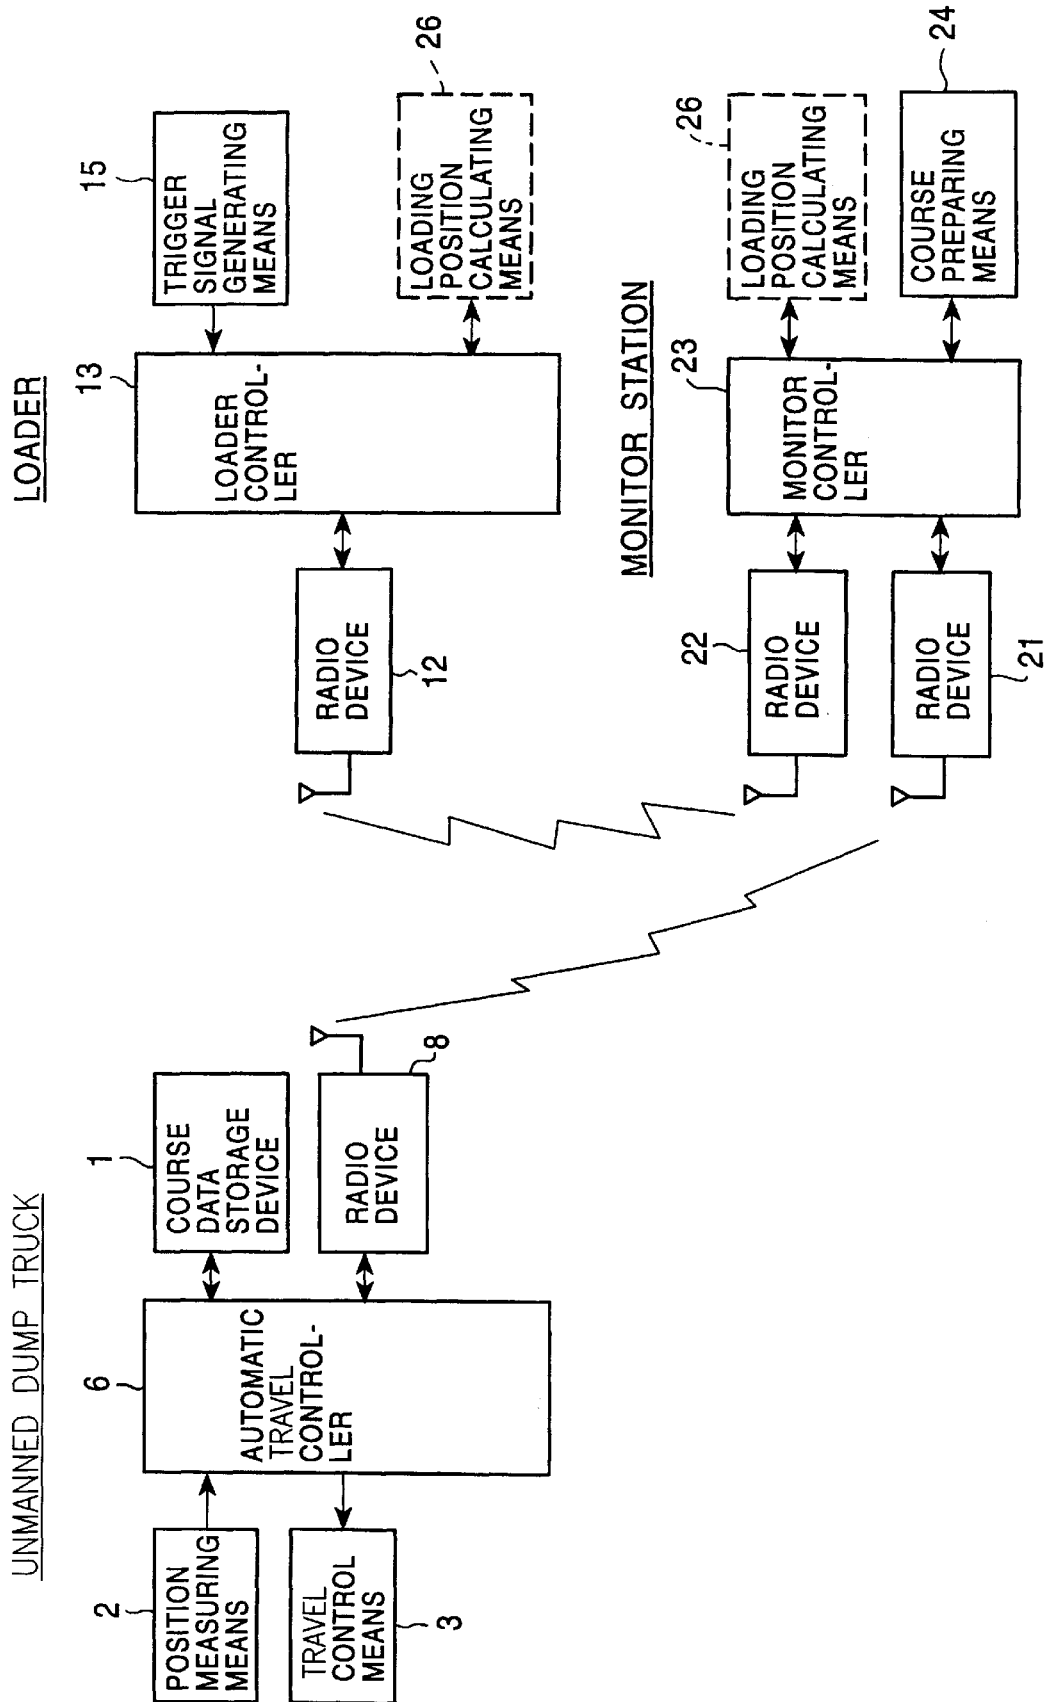 UNMANNED DUMP TRUCK
2
POSITION
MEASURING
MEANS
TRAVEL
CONTROL
MEANS
3
6
AUTOMATIC
TRAVEL
CONTROL-
LER
1
COURSE
DATA
STORAGE
DEVICE
RADIO
DEVICE
8
LOADER
13
LOADER
CONTROL-
LER
15
TRIGGER
SIGNAL
GENERATING
MEANS
LOADING
POSITION
CALCULATING
MEANS
26
RADIO
DEVICE
12
MONITOR STATION
22
RADIO
DEVICE
RADIO
DEVICE
21
23
MONITOR
CONTROL-
LER
26
LOADING
POSITION
CALCULATING
MEANS
COURSE
PREPARING
MEANS
24